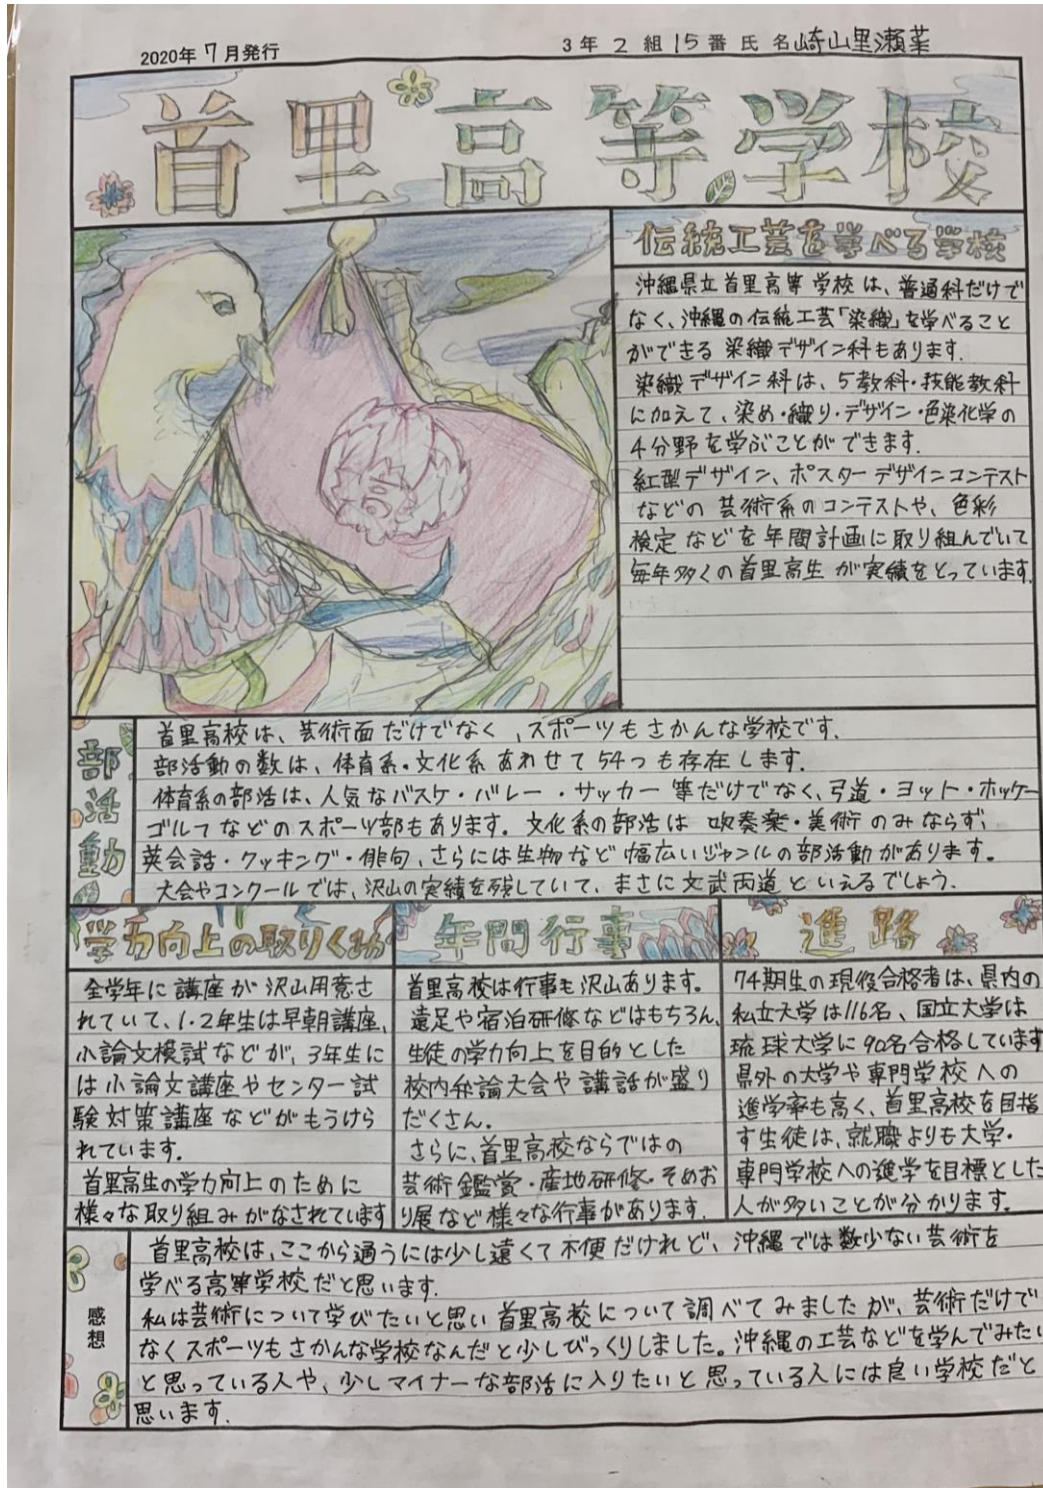 2020年7月発行
3年2組15番氏名崎山里瀬菜
首里高等学校
伝統工芸を学べる学校
沖縄県立首里高等学校は、普通科だけで
なく、沖縄の伝統工芸「染織」を学べること
ができる染織デザイン科もあります。
染織デザイン科は、5教科・技能教科
に加えて、染め・織り・デザイン・色染化学の
4分野を学ぶことができます。
紅型デザイン、ポスターデザインコンテスト
などの芸術系のコンテストや、色彩
検定などを年間計画に取り組んでいて
毎年多くの首里高生が実績をとっています。
部活動
首里高校は、芸術面だけでなく、スポーツもさかんな学校です。
部活動の数は、体育系・文化系あわせて54つも存在します。
体育系の部活は、人気なバスケ・バレー・サッカー等だけでなく、弓道・ヨット・ホッケー
ゴルフなどのスポーツ部もあります。文化系の部活は吹奏楽・美術のみならず、
英会話・クッキング・俳句、さらには生物など幅広いジャンルの部活動があります。
大会やコンクールでは、沢山の実績を残していて、まさに文武両道といえるでしょう。
学力向上の取りくみ
全学年に講座が沢山用意さ
れていて、1・2年生は早朝講座、
小論文模試などが、3年生に
は小論文講座やセンター試
験対策講座などがもうけら
れています。
首里高生の学力向上のために
様々な取り組みがなされています
年間行事
首里高校は行事も沢山あります。
遠足や宿泊研修などはもちろん、
生徒の学力向上を目的とした
校内弁論大会や講話が盛り
だくさん。
さらに、首里高校ならではの
芸術鑑賞・産地研修・そめお
り展など様々な行事があります。
進路
74期生の現役合格者は、県内の
私立大学は116名、国立大学は
琉球大学に90名合格しています
県外の大学や専門学校への
進学率も高く、首里高校を目指
す生徒は、就職よりも大学・
専門学校への進学を目標とした
人が多いことが分かります。
感想
首里高校は、ここから通うには少し遠くて不便だけれど、沖縄では数少ない芸術を
学べる高等学校だと思います。
私は芸術について学びたいと思い首里高校について調べてみましたが、芸術だけで
なくスポーツもさかんな学校なんだと少しびっくりしました。沖縄の工芸などを学んでみたい
と思っている人や、少しマイナーな部活に入りたいと思っている人には良い学校だと
思います。